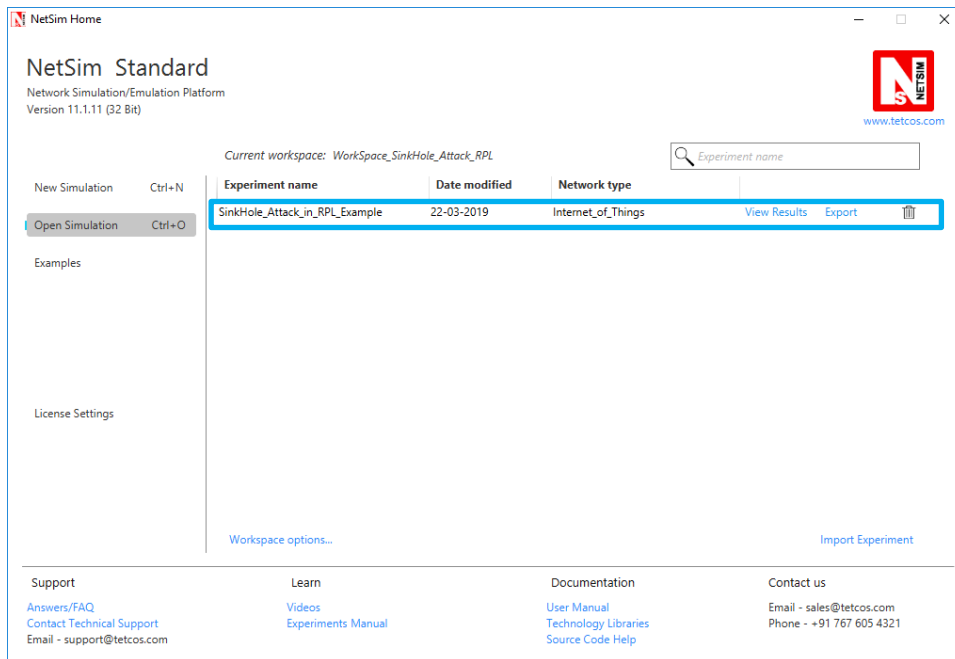 NetSim Home
NetSim Standard
Network Simulation/Emulation Platform
Version 11.1.11 (32 Bit)
N
S
NETSIM
www.tetcos.com
Current workspace: WorkSpace_SinkHole_Attack_RPL
Experiment name
New Simulation Ctrl+N
Open Simulation Ctrl+O
Examples
License Settings
Experiment name Date modified Network type
SinkHole_Attack_in_RPL_Example 22-03-2019 Internet_of_Things View Results Export
Workspace options... Import Experiment
Support
Answers/FAQ
Contact Technical Support
Email - support@tetcos.com
Learn
Videos
Experiments Manual
Documentation
User Manual
Technology Libraries
Source Code Help
Contact us
Email - sales@tetcos.com
Phone - +91 767 605 4321